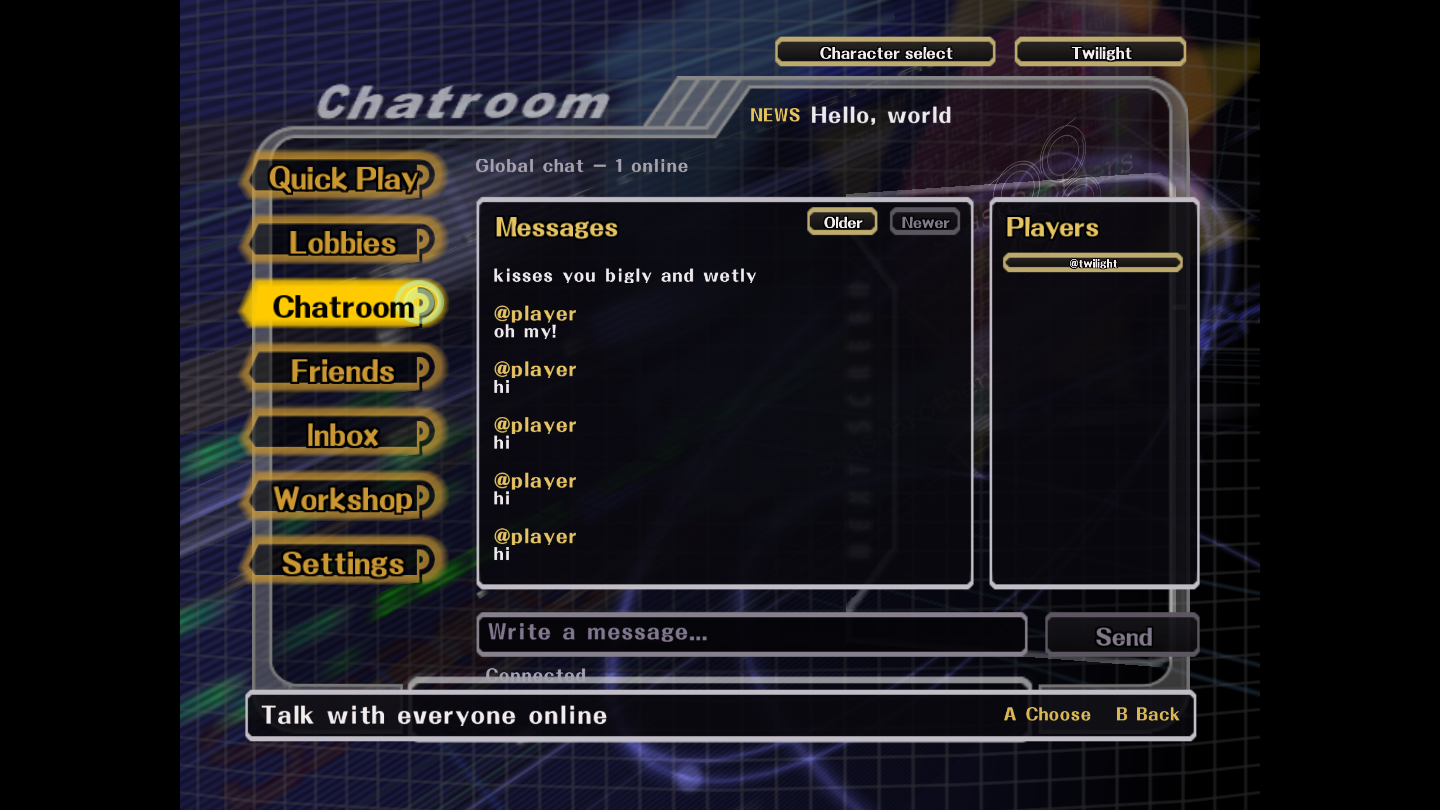 Character select
Twilight
Chatroom
NEWS Hello, world
Global chat — 1 online
Quick Play
Lobbies
Chatroom
Friends
Inbox
Workshop
Settings
Messages
Older
Newer
kisses you bigly and wetly
@player
oh my!
@player
hi
@player
hi
@player
hi
@player
hi
Players
@twilight
Write a message...
Send
Connected
Talk with everyone online
A Choose
B Back